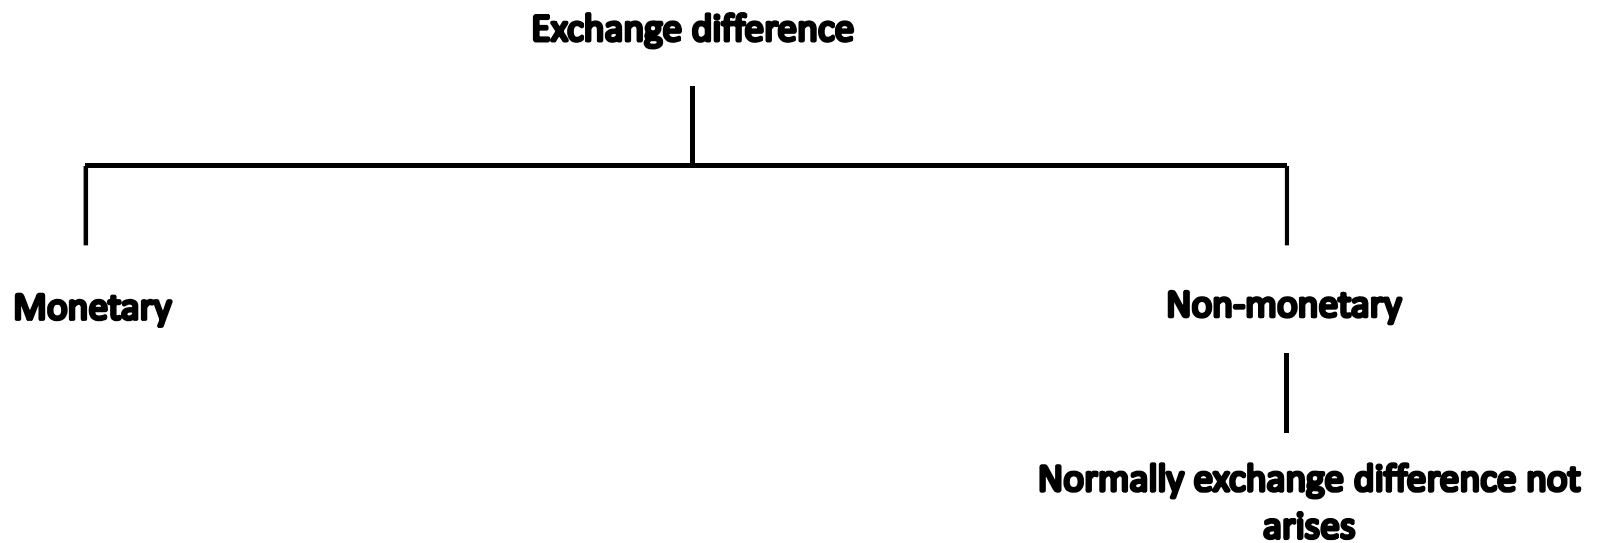 Exchange difference
Monetary
Non-monetary
Normally exchange difference not
arises